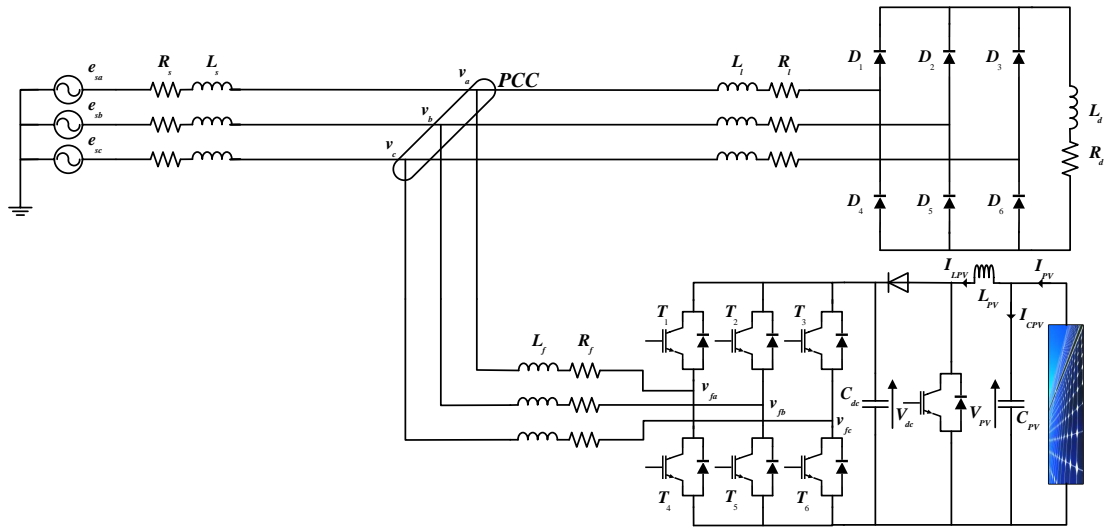 e_sa
R_s
L_s
v_a
PCC
L_l
R_l
D_1
D_2
D_3
e_sb
v_b
L_d
e_sc
v_c
R_d
D_4
D_5
D_6
I_LPV
I_PV
L_PV
I_CPV
T_1
T_2
T_3
L_f
R_f
v_fa
C_dc
v_fb
V_dc
V_PV
C_PV
v_fc
T_4
T_5
T_6